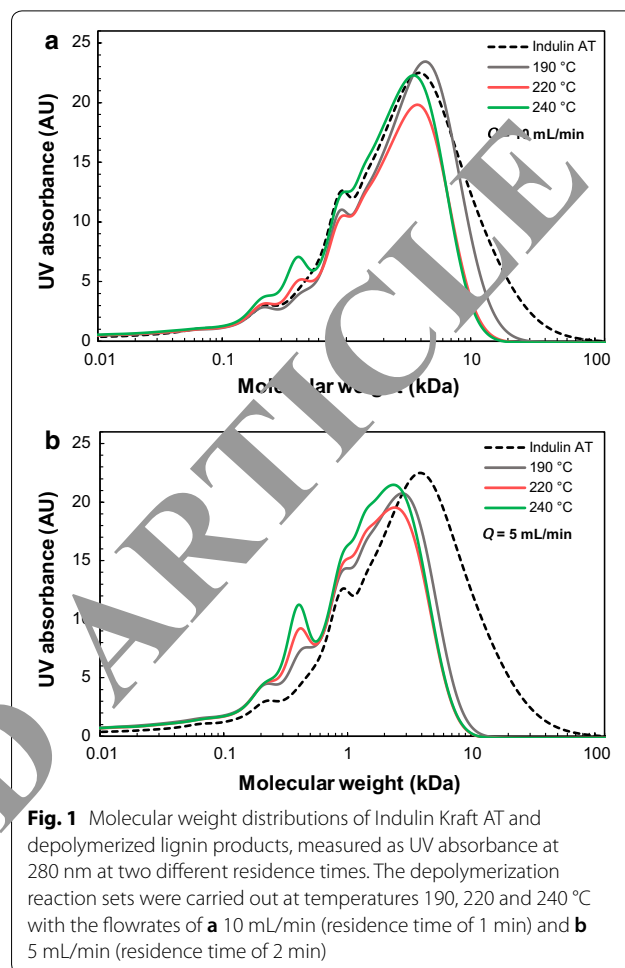 a
25
20
15
10
5
0
UV absorbance (AU)
Indulin AT
190 °C
220 °C
240 °C
mL/min
0.01 0.1 10 100
Molecular weight (kDa)
b
25
20
15
10
5
0
UV absorbance (AU)
Indulin AT
190 °C
220 °C
240 °C
Q = 5 mL/min
0.01 0.1 1 10 100
Molecular weight (kDa)
D ARTICLE
Fig. 1 Molecular weight distributions of Indulin Kraft AT and
depolymerized lignin products, measured as UV absorbance at
280 nm at two different residence times. The depolymerization
reaction sets were carried out at temperatures 190, 220 and 240 °C
with the flowrates of a 10 mL/min (residence time of 1 min) and b
5 mL/min (residence time of 2 min)